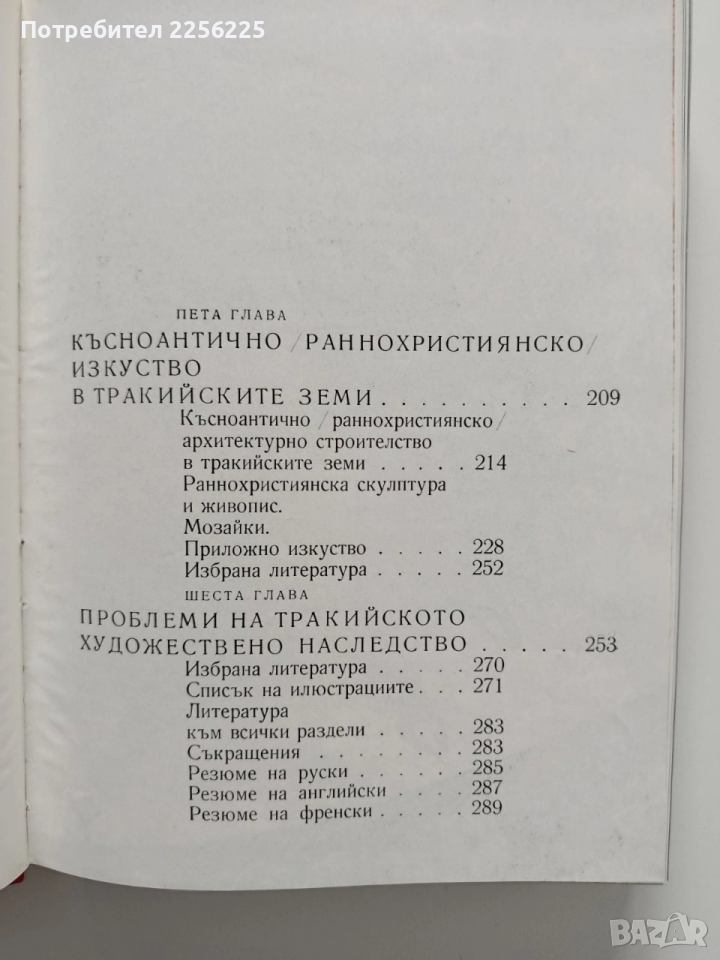 Потребител 2256225
ПЕТА ГЛАВА
КЪСНОАНТИЧНО /РАННОХРИСТИЯНСКО/
ИЗКУСТВО
В ТРАКИЙСКИТЕ ЗЕМИ . . . . . . . . . . 209
Късноантично /раннохристиянско/
архитектурно строителство
в тракийските земи . . . . . 214
Раннохристиянска скулптура
и живопис.
Мозайки.
Приложно изкуство . . . . . 228
Избрана литература . . . . . 252
ШЕСТА ГЛАВА
ПРОБЛЕМИ НА ТРАКИЙСКОТО
ХУДОЖЕСТВЕНО НАСЛЕДСТВО . . . . . 253
Избрана литература . . . . . 270
Списък на илюстрациите . . . 271
Литература
към всички раздели . . . . . 283
Съкращения . . . . . . . . 283
Резюме на руски . . . . . . 285
Резюме на английски . . . . 287
Резюме на френски . . . . . 289
BAZAR